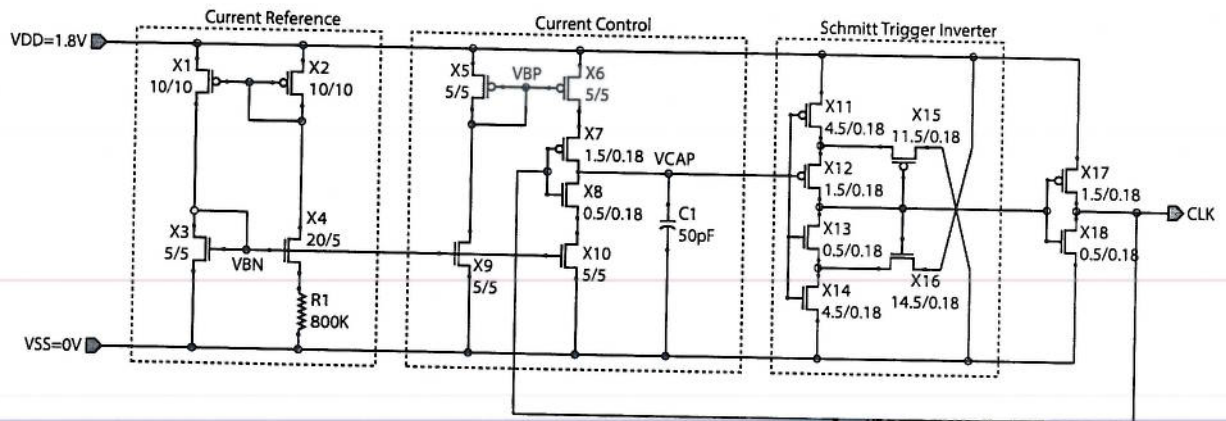 Current Reference
Current Control
Schmitt Trigger Inverter
VDD=1.8V
X1
10/10
X2
10/10
X5
5/5
VBP
X6
5/5
X7
1.5/0.18
X8
0.5/0.18
VCAP
C1
50pF
X11
4.5/0.18
X15
11.5/0.18
X12
1.5/0.18
X13
0.5/0.18
X14
4.5/0.18
X16
14.5/0.18
X17
1.5/0.18
X18
0.5/0.18
CLK
X3
5/5
VBN
X4
20/5
X9
5/5
X10
5/5
R1
800K
VSS=0V